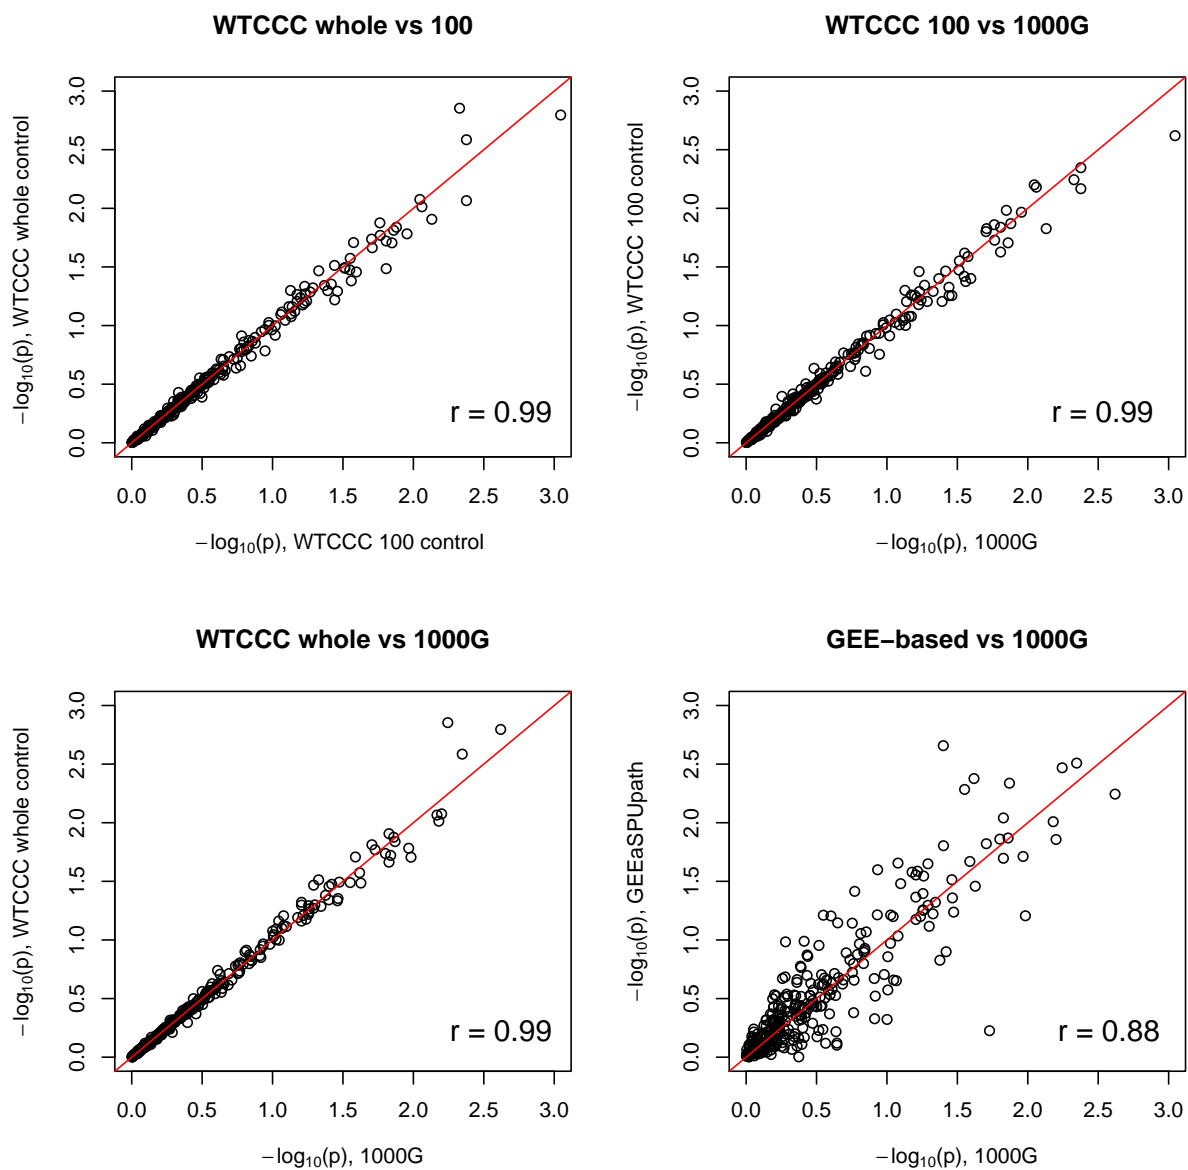 WTCCC whole vs 100
−log10(p), WTCCC whole control
3.0
2.5
2.0
1.5
1.0
0.5
0.0
r = 0.99
0.0 0.5 1.0 1.5 2.0 2.5 3.0
−log10(p), WTCCC 100 control
WTCCC 100 vs 1000G
−log10(p), WTCCC 100 control
3.0
2.5
2.0
1.5
1.0
0.5
0.0
r = 0.99
0.0 0.5 1.0 1.5 2.0 2.5 3.0
−log10(p), 1000G
WTCCC whole vs 1000G
−log10(p), WTCCC whole control
3.0
2.5
2.0
1.5
1.0
0.5
0.0
r = 0.99
0.0 0.5 1.0 1.5 2.0 2.5 3.0
−log10(p), 1000G
GEE−based vs 1000G
−log10(p), GEEaSPUpath
3.0
2.5
2.0
1.5
1.0
0.5
0.0
r = 0.88
0.0 0.5 1.0 1.5 2.0 2.5 3.0
−log10(p), 1000G